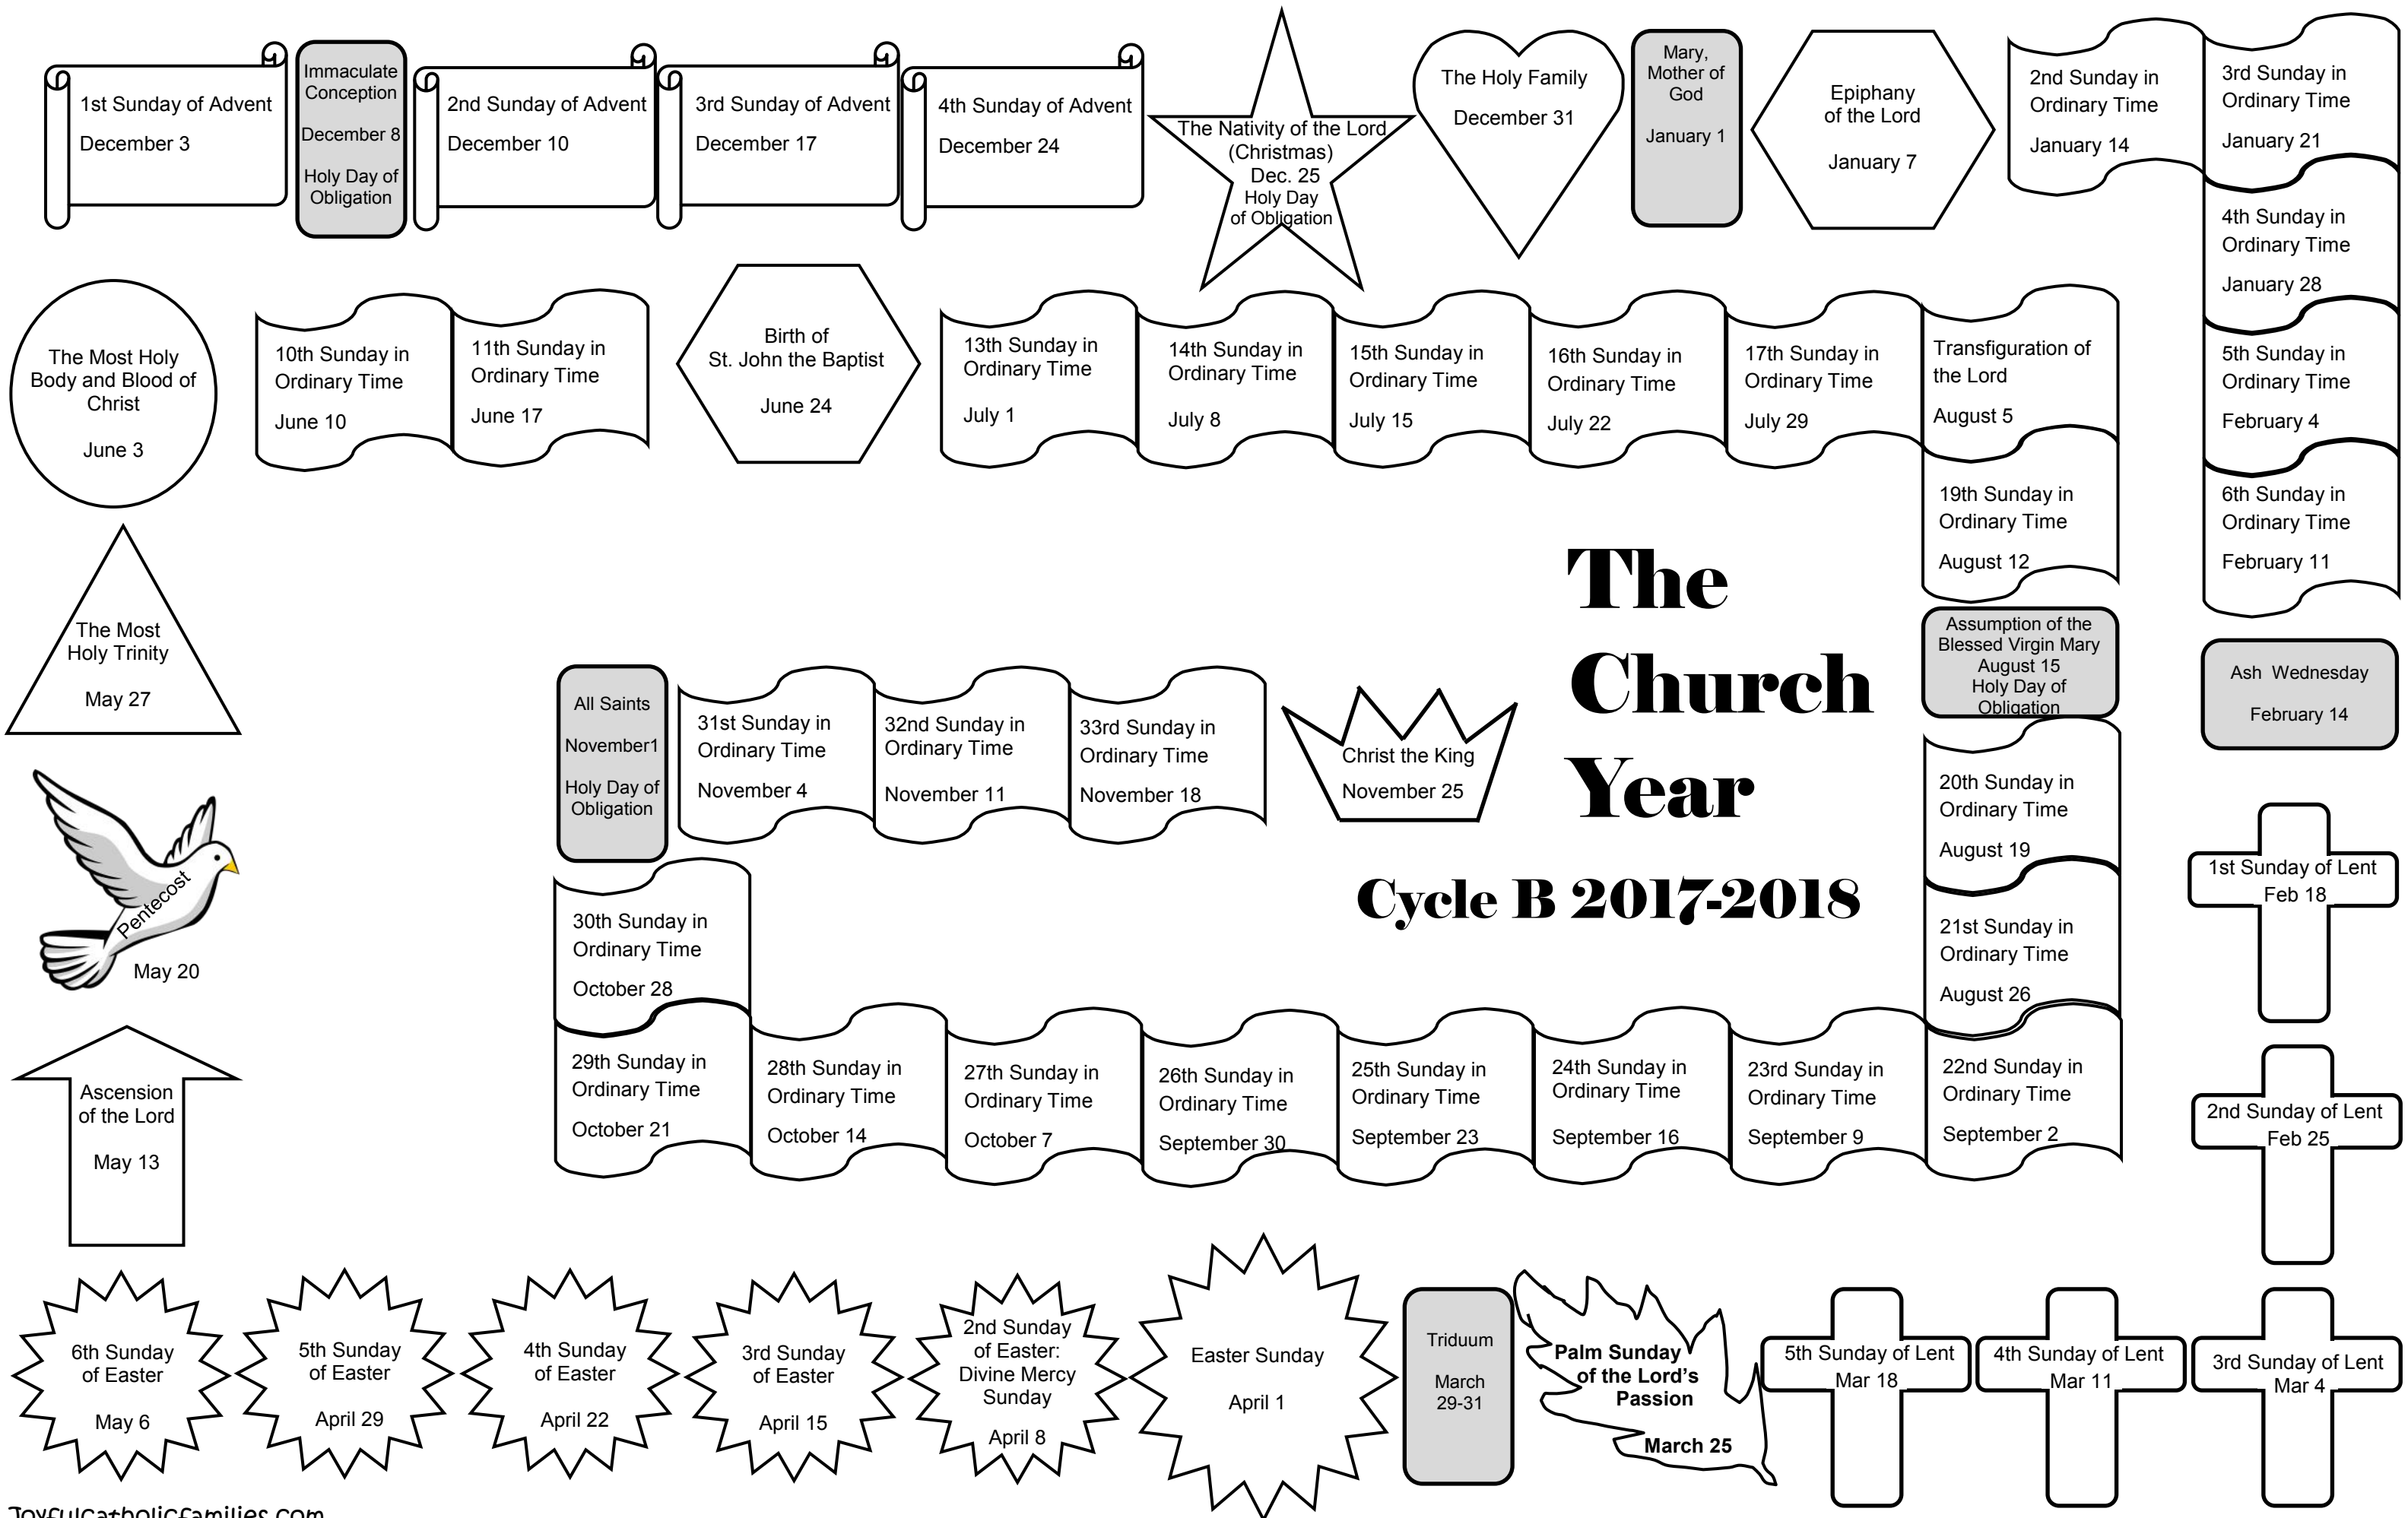 1st Sunday of Advent
December 3
Immaculate
Conception
December 8
Holy Day of
Obligation
2nd Sunday of Advent
December 10
3rd Sunday of Advent
December 17
4th Sunday of Advent
December 24
The Nativity of the Lord
(Christmas)
Dec. 25
Holy Day
of Obligation
The Holy Family
December 31
Mary,
Mother of
God
January 1
Epiphany
of the Lord
January 7
2nd Sunday in
Ordinary Time
January 14
3rd Sunday in
Ordinary Time
January 21
4th Sunday in
Ordinary Time
January 28
5th Sunday in
Ordinary Time
February 4
6th Sunday in
Ordinary Time
February 11
Ash Wednesday
February 14
1st Sunday of Lent
Feb 18
2nd Sunday of Lent
Feb 25
3rd Sunday of Lent
Mar 4
4th Sunday of Lent
Mar 11
5th Sunday of Lent
Mar 18
Palm Sunday
of the Lord's
Passion
March 25
Triduum
March
29-31
Easter Sunday
April 1
2nd Sunday
of Easter:
Divine Mercy
Sunday
April 8
3rd Sunday
of Easter
April 15
4th Sunday
of Easter
April 22
5th Sunday
of Easter
April 29
6th Sunday
of Easter
May 6
Ascension
of the Lord
May 13
Pentecost
May 20
The Most
Holy Trinity
May 27
The Most Holy
Body and Blood of
Christ
June 3
10th Sunday in
Ordinary Time
June 10
11th Sunday in
Ordinary Time
June 17
Birth of
St. John the Baptist
June 24
13th Sunday in
Ordinary Time
July 1
14th Sunday in
Ordinary Time
July 8
15th Sunday in
Ordinary Time
July 15
16th Sunday in
Ordinary Time
July 22
17th Sunday in
Ordinary Time
July 29
Transfiguration of
the Lord
August 5
19th Sunday in
Ordinary Time
August 12
Assumption of the
Blessed Virgin Mary
August 15
Holy Day of
Obligation
20th Sunday in
Ordinary Time
August 19
21st Sunday in
Ordinary Time
August 26
22nd Sunday in
Ordinary Time
September 2
23rd Sunday in
Ordinary Time
September 9
24th Sunday in
Ordinary Time
September 16
25th Sunday in
Ordinary Time
September 23
26th Sunday in
Ordinary Time
September 30
27th Sunday in
Ordinary Time
October 7
28th Sunday in
Ordinary Time
October 14
29th Sunday in
Ordinary Time
October 21
30th Sunday in
Ordinary Time
October 28
All Saints
November1
Holy Day of
Obligation
31st Sunday in
Ordinary Time
November 4
32nd Sunday in
Ordinary Time
November 11
33rd Sunday in
Ordinary Time
November 18
Christ the King
November 25
The
Church
Year
Cycle B 2017-2018
Joyfulcatholicfamilies.com